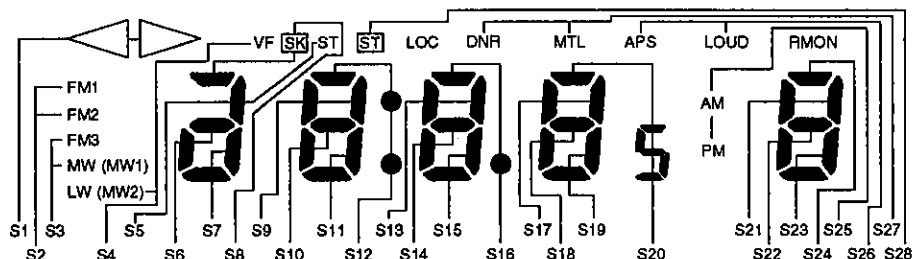 VF SK ST ST LOC DNR MTL APS LOUD RMON
FM1
FM2
FM3
MW (MW1)
LW (MW2)
AM
PM
S1 S3 S5 S7 S9 S11 S13 S15 S17 S19 S21 S23 S25 S27
S2 S4 S6 S8 S10 S12 S14 S16 S18 S20 S22 S24 S26 S28